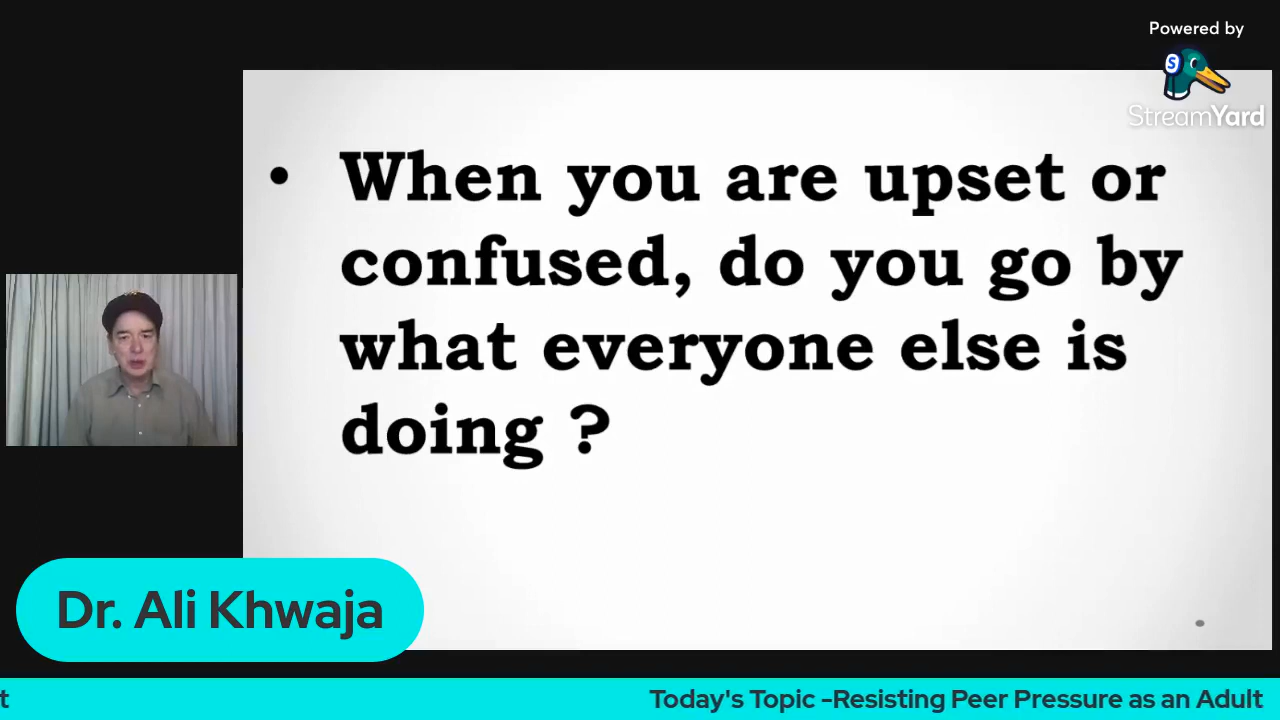 Powered by
StreamYard
• When you are upset or
confused, do you go by
what everyone else is
doing ?
Dr. Ali Khwaja
t
Today's Topic -Resisting Peer Pressure as an Adult